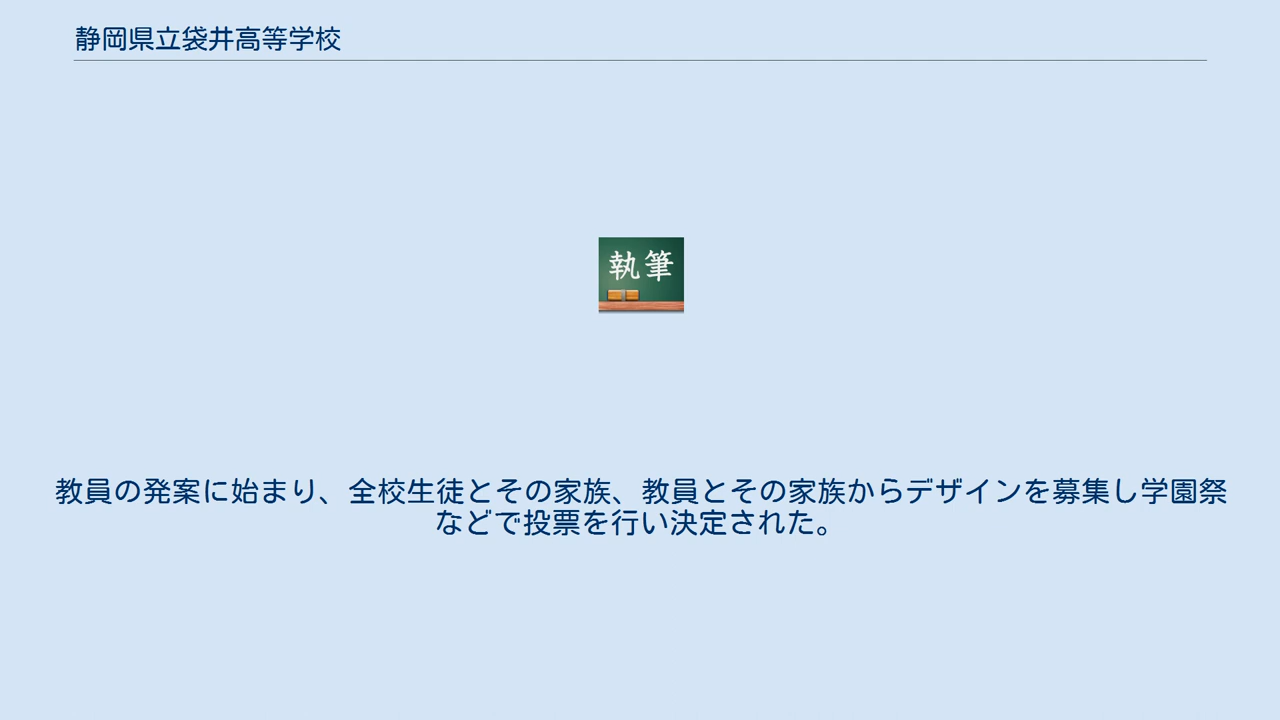 静岡県立袋井高等学校
執筆
教員の発案に始まり、全校生徒とその家族、教員とその家族からデザインを募集し学園祭
などで投票を行い決定された。